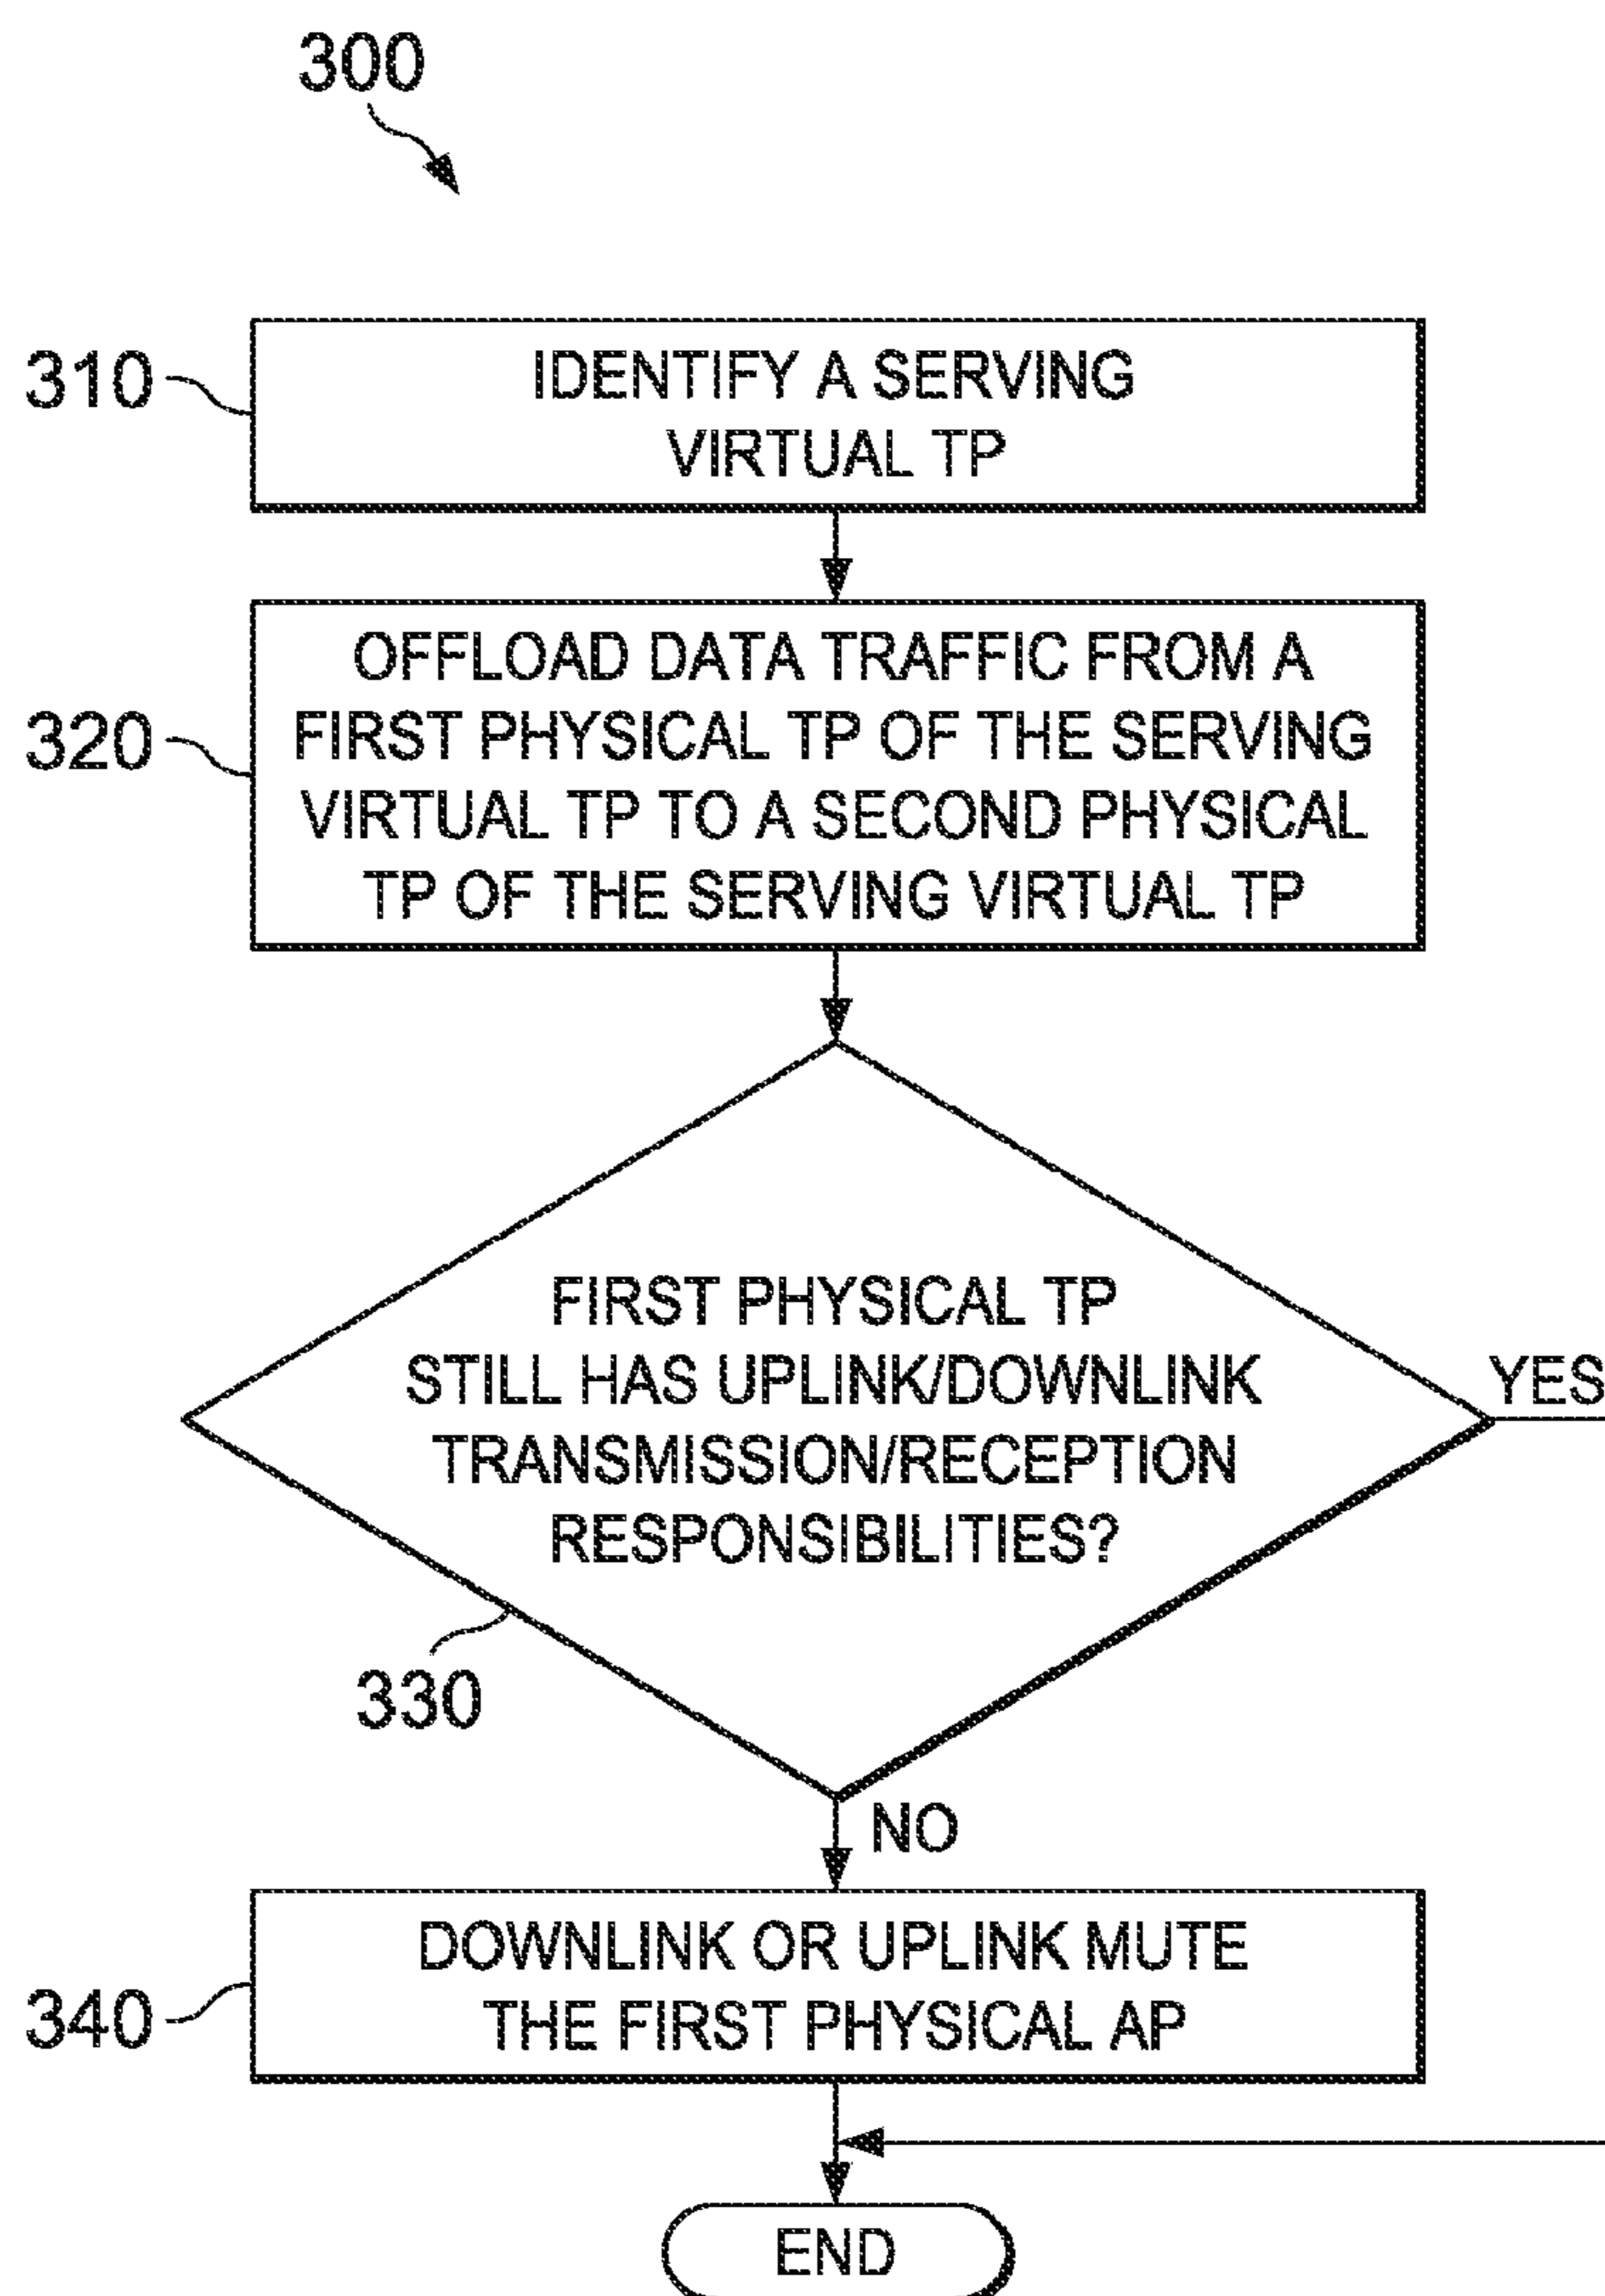 300
310
IDENTIFY A SERVING
VIRTUAL TP
320
OFFLOAD DATA TRAFFIC FROM A
FIRST PHYSICAL TP OF THE SERVING
VIRTUAL TP TO A SECOND PHYSICAL
TP OF THE SERVING VIRTUAL TP
FIRST PHYSICAL TP
STILL HAS UPLINK/DOWNLINK
TRANSMISSION/RECEPTION
RESPONSIBILITIES?
YES
330
NO
340
DOWNLINK OR UPLINK MUTE
THE FIRST PHYSICAL AP
END